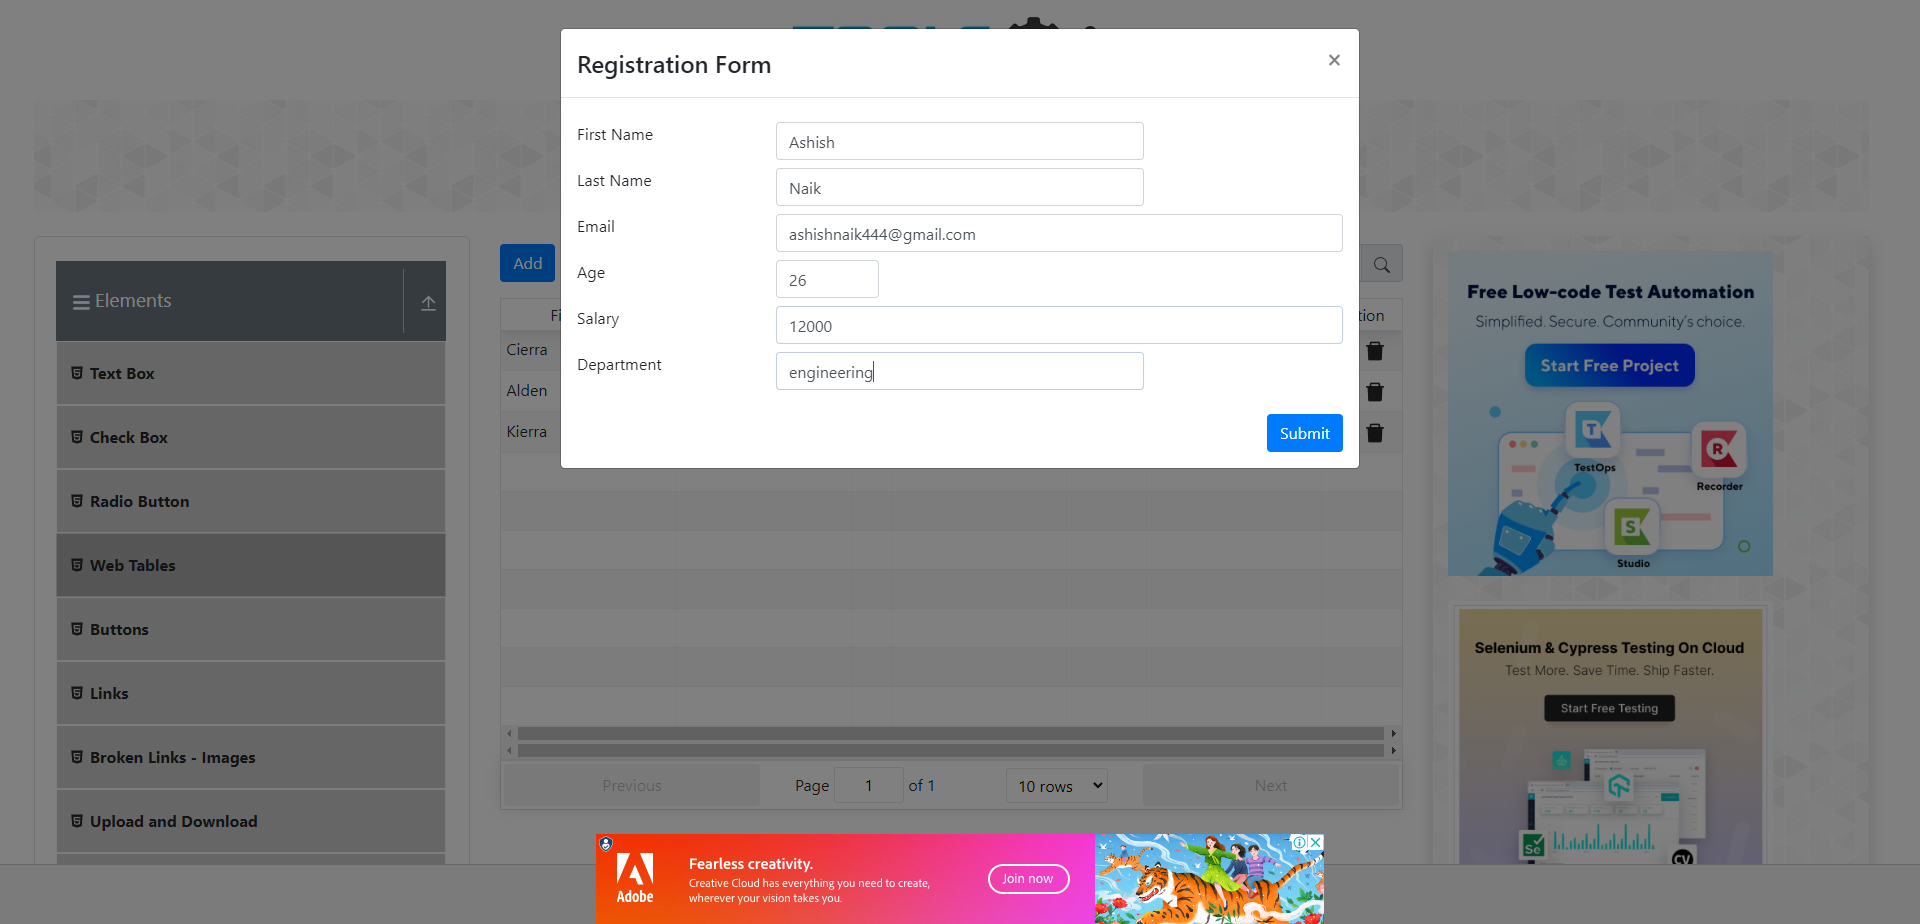 Registration Form
×
First Name
Ashish
Last Name
Naik
Email
ashishnaik444@gmail.com
Age
26
Salary
12000
Department
engineering
Submit
Elements
Text Box
Check Box
Radio Button
Web Tables
Buttons
Links
Broken Links - Images
Upload and Download
Add
Cierra
Alden
Kierra
Previous
Page
1
of 1
10 rows
Next
Free Low-code Test Automation
Simplified. Secure. Community's choice.
Start Free Project
TestOps
Recorder
Studio
Selenium & Cypress Testing On Cloud
Test More. Save Time. Ship Faster.
Start Free Testing
Se
CV
Adobe
Fearless creativity.
Creative Cloud has everything you need to create,
wherever your vision takes you.
Join now